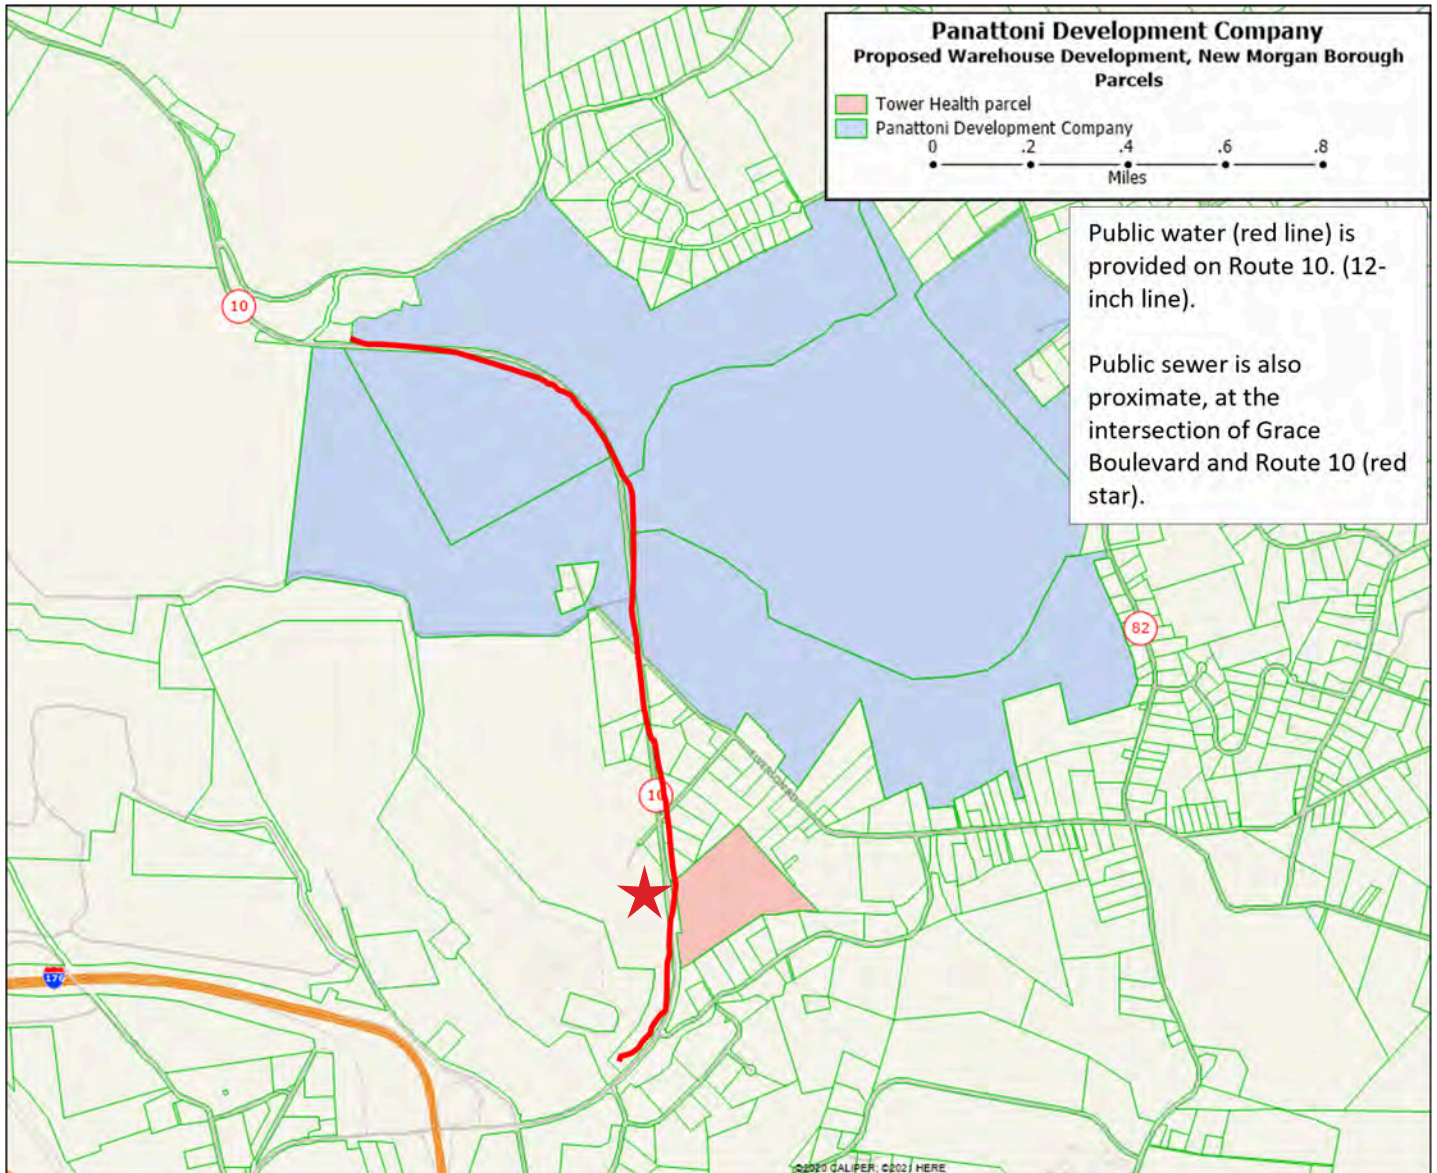 Panattoni Development Company
Proposed Warehouse Development, New Morgan Borough
Parcels
Tower Health parcel
Panattoni Development Company
0 .2 .4 .6 .8
Miles
Public water (red line) is
provided on Route 10. (12-
inch line).
Public sewer is also
proximate, at the
intersection of Grace
Boulevard and Route 10 (red
star).
10
82
10
176
©2020 CALIPER; ©2021 HERE